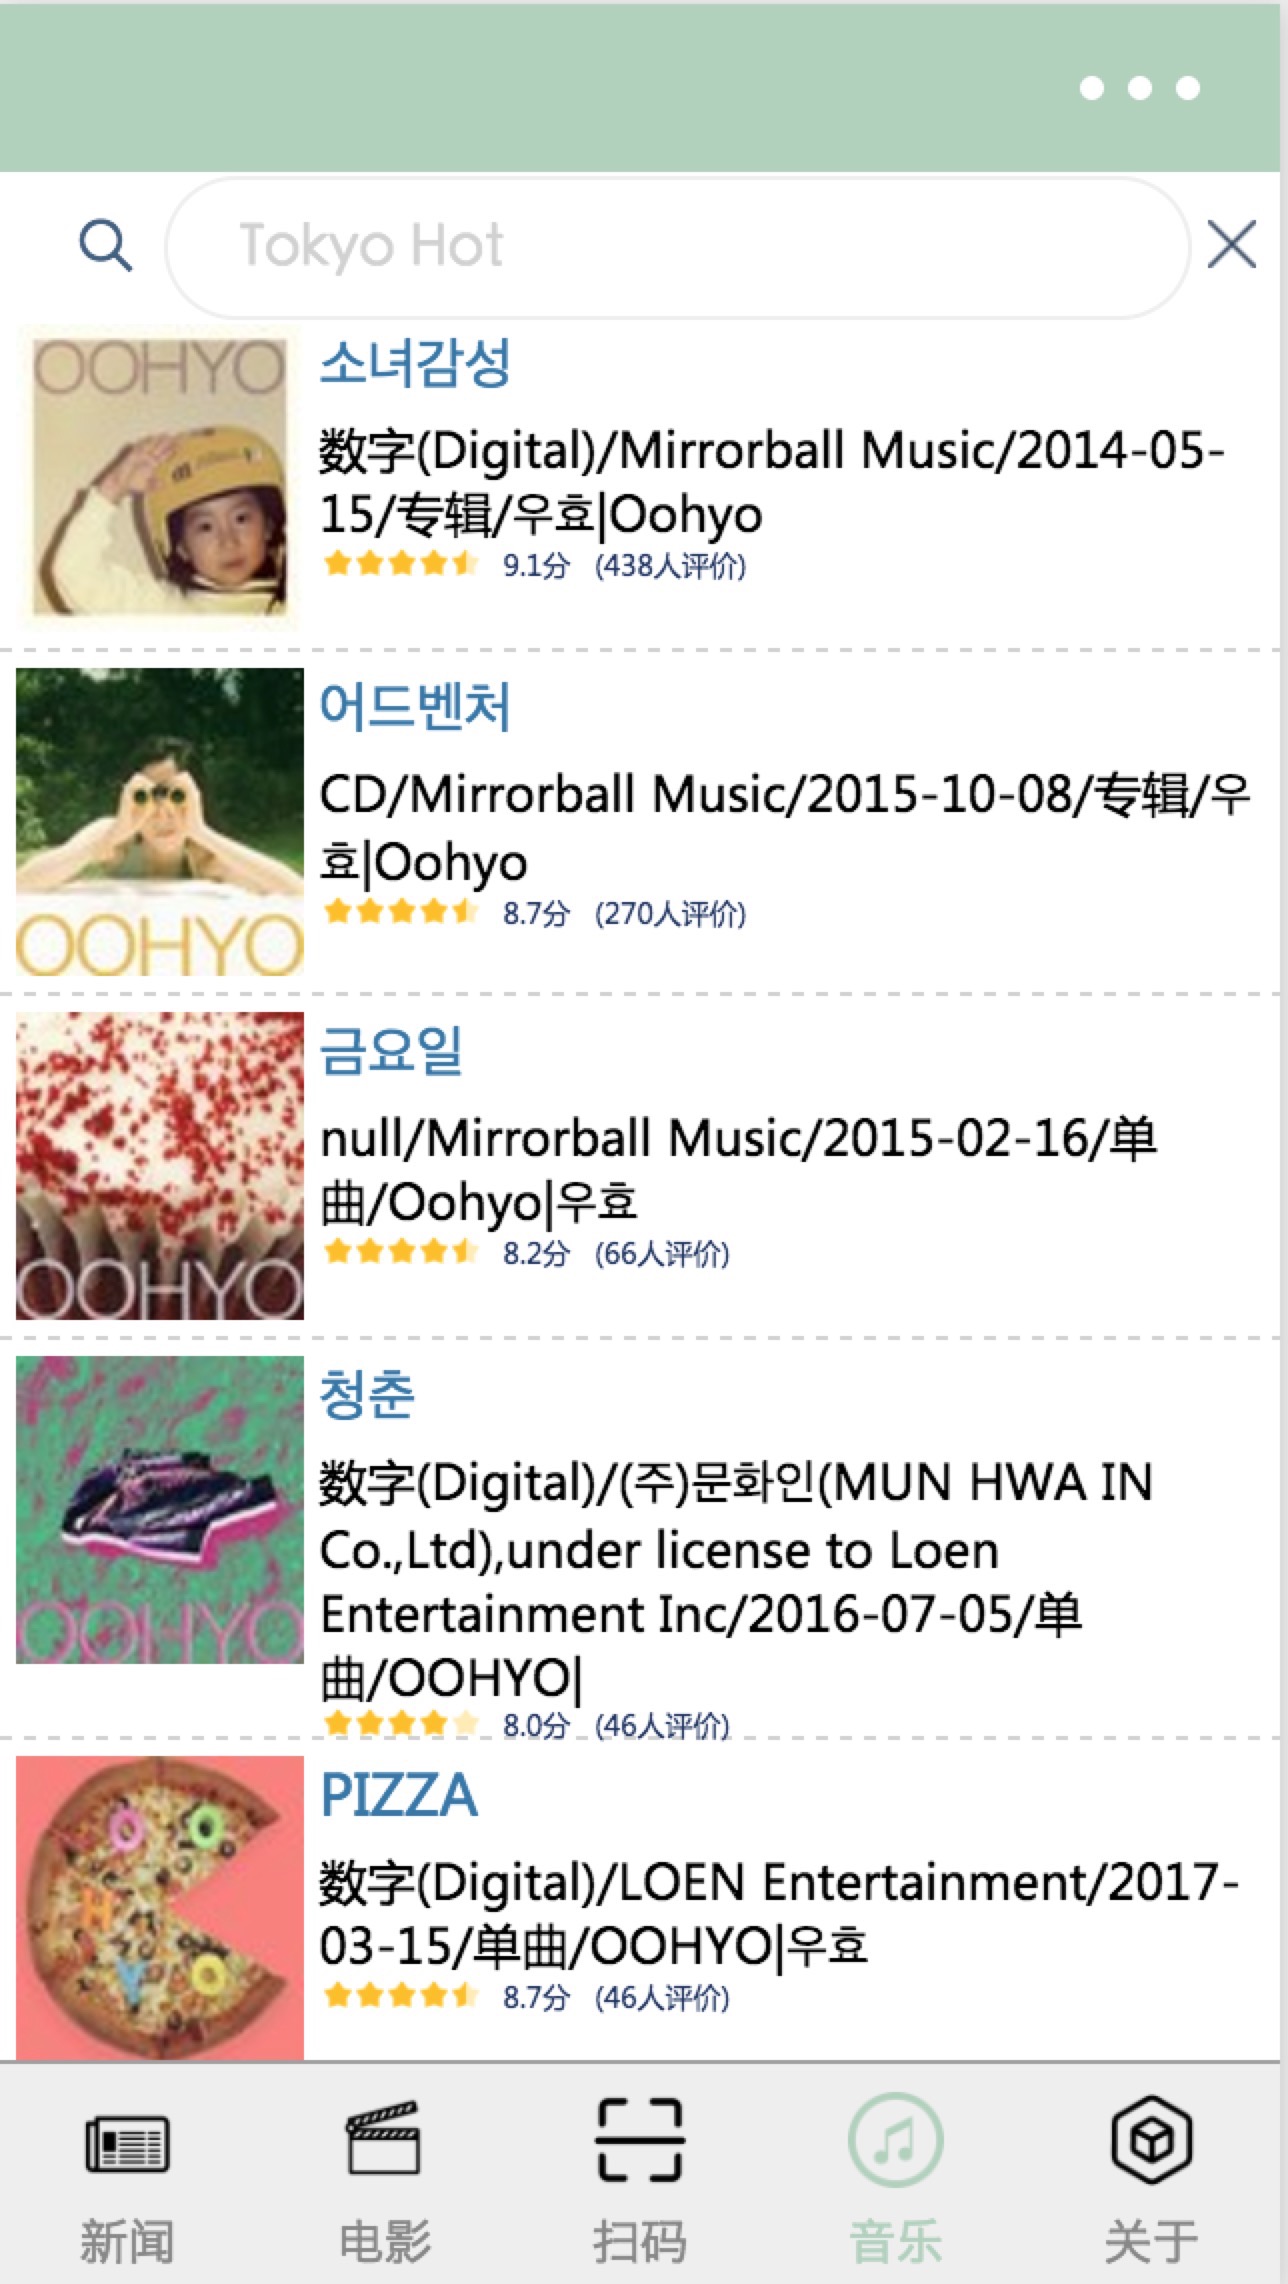 Tokyo Hot
OOHYO
소녀감성
数字(Digital)/Mirrorball Music/2014-05-
15/专辑/우효|Oohyo
9.1分 (438人评价)
OOHYO
어드벤처
CD/Mirrorball Music/2015-10-08/专辑/우
효|Oohyo
8.7分 (270人评价)
OOHYO
금요일
null/Mirrorball Music/2015-02-16/单
曲/Oohyo|우효
8.2分 (66人评价)
OOHYO
청춘
数字(Digital)/(주)문화인(MUN HWA IN
Co.,Ltd),under license to Loen
Entertainment Inc/2016-07-05/单
曲/OOHYO|
8.0分 (46人评价)
OOHYO
PIZZA
数字(Digital)/LOEN Entertainment/2017-
03-15/单曲/OOHYO|우효
8.7分 (46人评价)
新闻
电影
扫码
音乐
关于